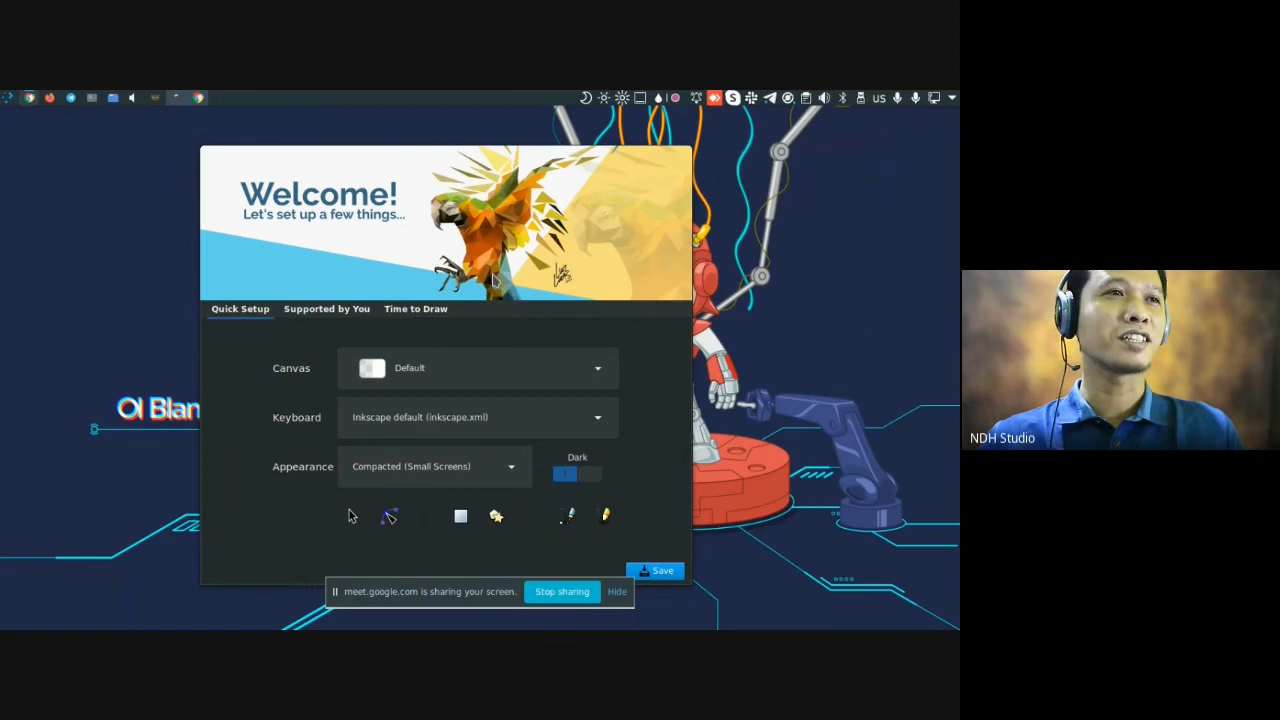 us
Welcome!
Let's set up a few things...
Quick Setup
Supported by You
Time to Draw
Canvas
Default
Keyboard
Inkscape default (inkscape.xml)
Appearance
Compacted (Small Screens)
Dark
Save
meet.google.com is sharing your screen.
Stop sharing
Hide
NDH Studio